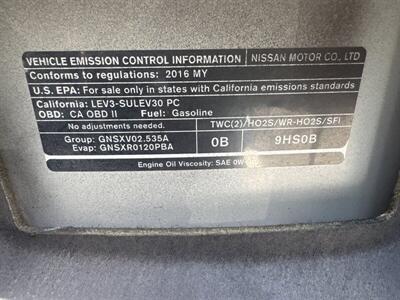 VEHICLE EMISSION CONTROL INFORMATION NISSAN MOTOR CO., LTD
Conforms to regulations: 2016 MY
U.S. EPA: For sale only in states with California emissions standards
California: LEV3-SULEV30 PC
OBD: CA OBD II Fuel: Gasoline
No adjustments needed. TWC(2)/HO2S/WR-HO2S/SFI
Group: GNSXV02.535A
Evap: GNSXR0120PBA
0B 9HS0B
Engine Oil Viscosity: SAE